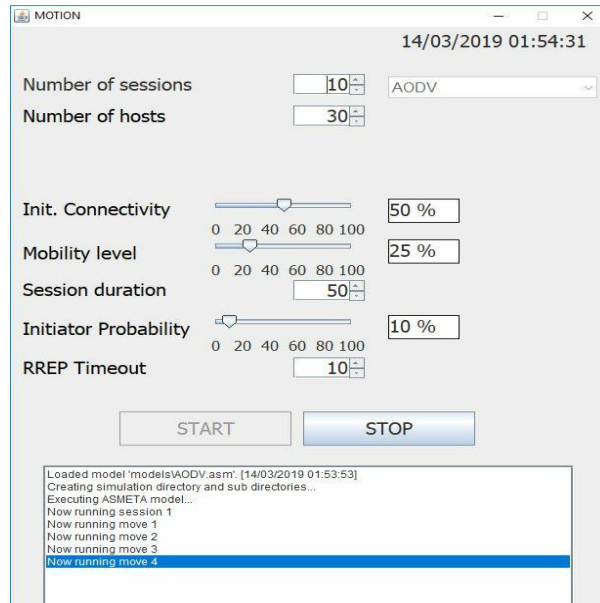 MOTION
14/03/2019 01:54:31
Number of sessions 10 AODV
Number of hosts 30
Init. Connectivity 50 %
0 20 40 60 80 100
Mobility level 25 %
0 20 40 60 80 100
Session duration 50
Initiator Probability 10 %
0 20 40 60 80 100
RREP Timeout 10
START STOP
Loaded model 'models\AODV.asm'. [14/03/2019 01:53:53]
Creating simulation directory and sub directories...
Executing ASMETA model...
Now running session 1
Now running move 1
Now running move 2
Now running move 3
Now running move 4